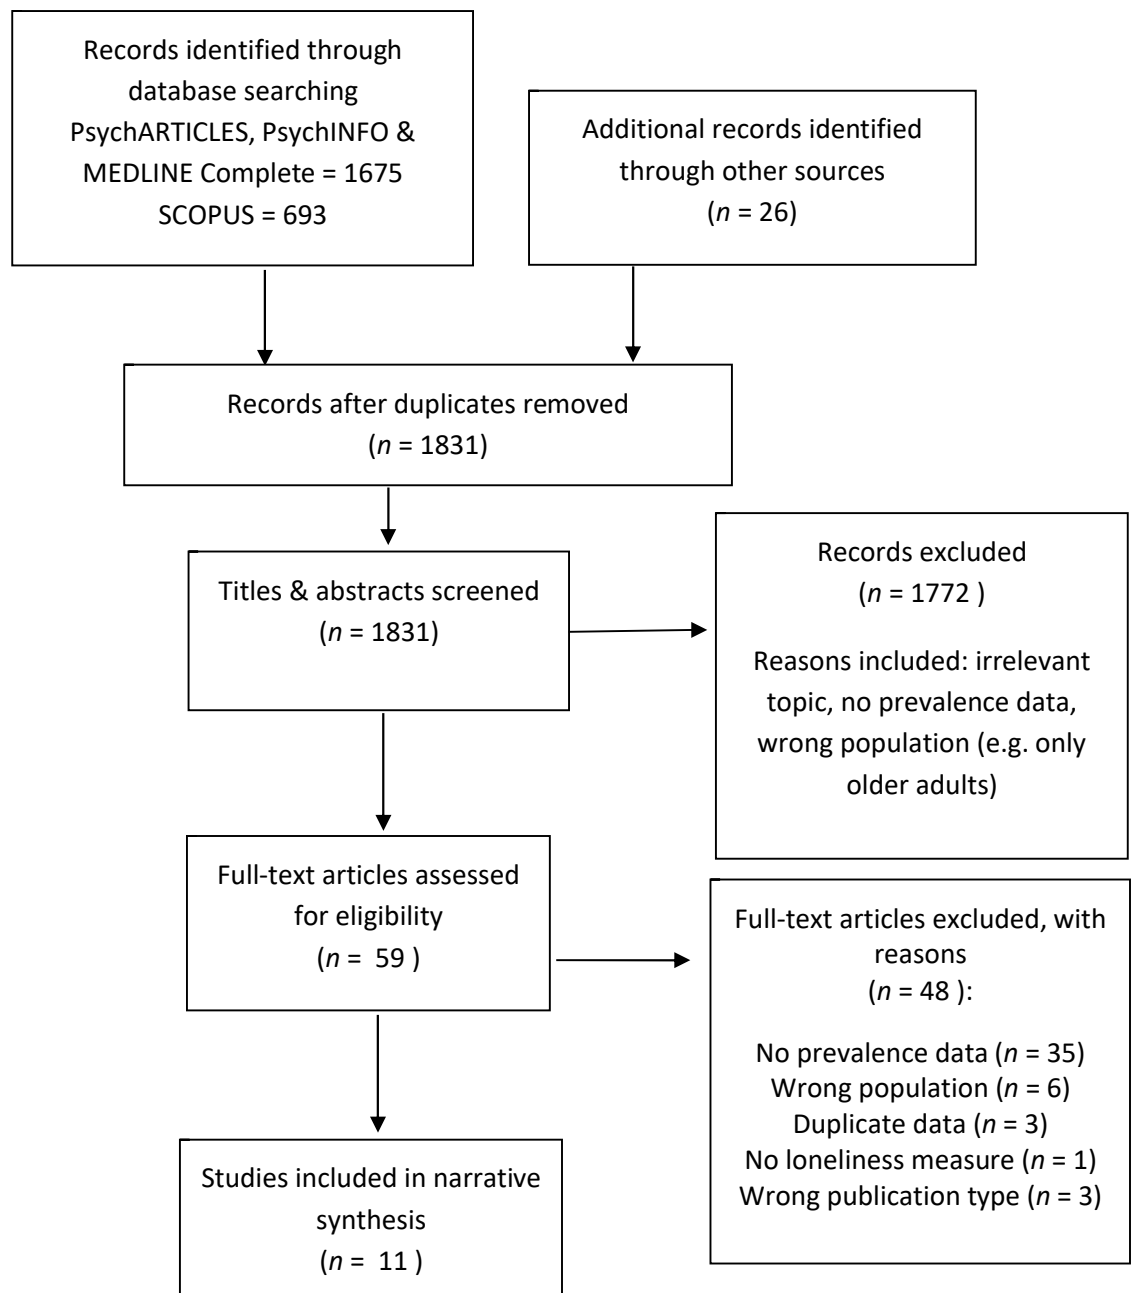 Records identified through
database searching
PsychARTICLES, PsychINFO &
MEDLINE Complete = 1675
SCOPUS = 693
Additional records identified
through other sources
(n = 26)
Records after duplicates removed
(n = 1831)
Titles & abstracts screened
(n = 1831)
Records excluded
(n = 1772 )
Reasons included: irrelevant
topic, no prevalence data,
wrong population (e.g. only
older adults)
Full-text articles assessed
for eligibility
(n =  59 )
Full-text articles excluded, with
reasons
(n = 48 ):
No prevalence data (n = 35)
Wrong population (n = 6)
Duplicate data (n = 3)
No loneliness measure (n = 1)
Wrong publication type (n = 3)
Studies included in narrative
synthesis
(n =  11 )